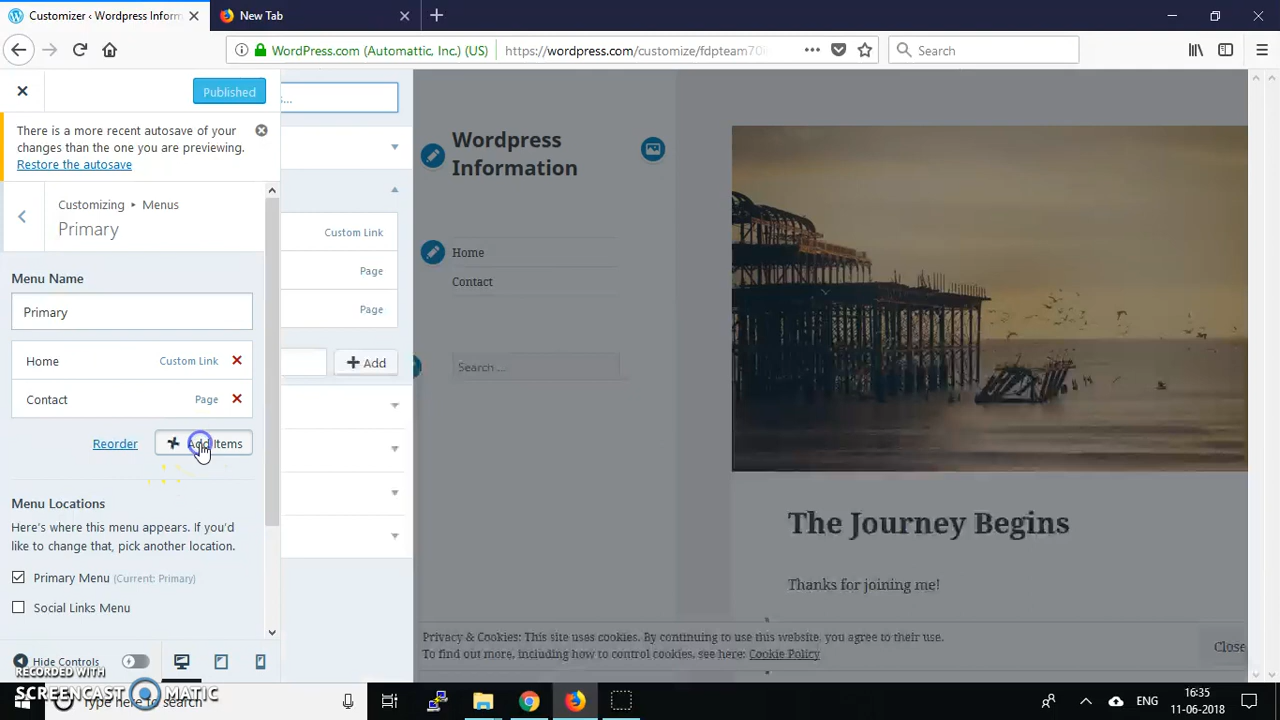 Customizer ‹ Wordpress Inform
New Tab
WordPress.com (Automattic, Inc.) (US)
https://wordpress.com/customize/fdpteam70
Search
Published
There is a more recent autosave of your
changes than the one you are previewing.
Restore the autosave
Customizing ▸ Menus
Primary
Menu Name
Primary
Home Custom Link
Contact Page
Reorder
Add Items
Menu Locations
Here's where this menu appears. If you'd
like to change that, pick another location.
Primary Menu (Current: Primary)
Social Links Menu
Hide Controls
s...
Custom Link
Page
Page
Add
Wordpress
Information
Home
Contact
Search ...
The Journey Begins
Thanks for joining me!
Privacy & Cookies: This site uses cookies. By continuing to use this website, you agree to their use.
To find out more, including how to control cookies, see here: Cookie Policy
Close
RECORDED WITH
SCREENCAST MATIC
Type here to search
ENG
16:35
11-06-2018